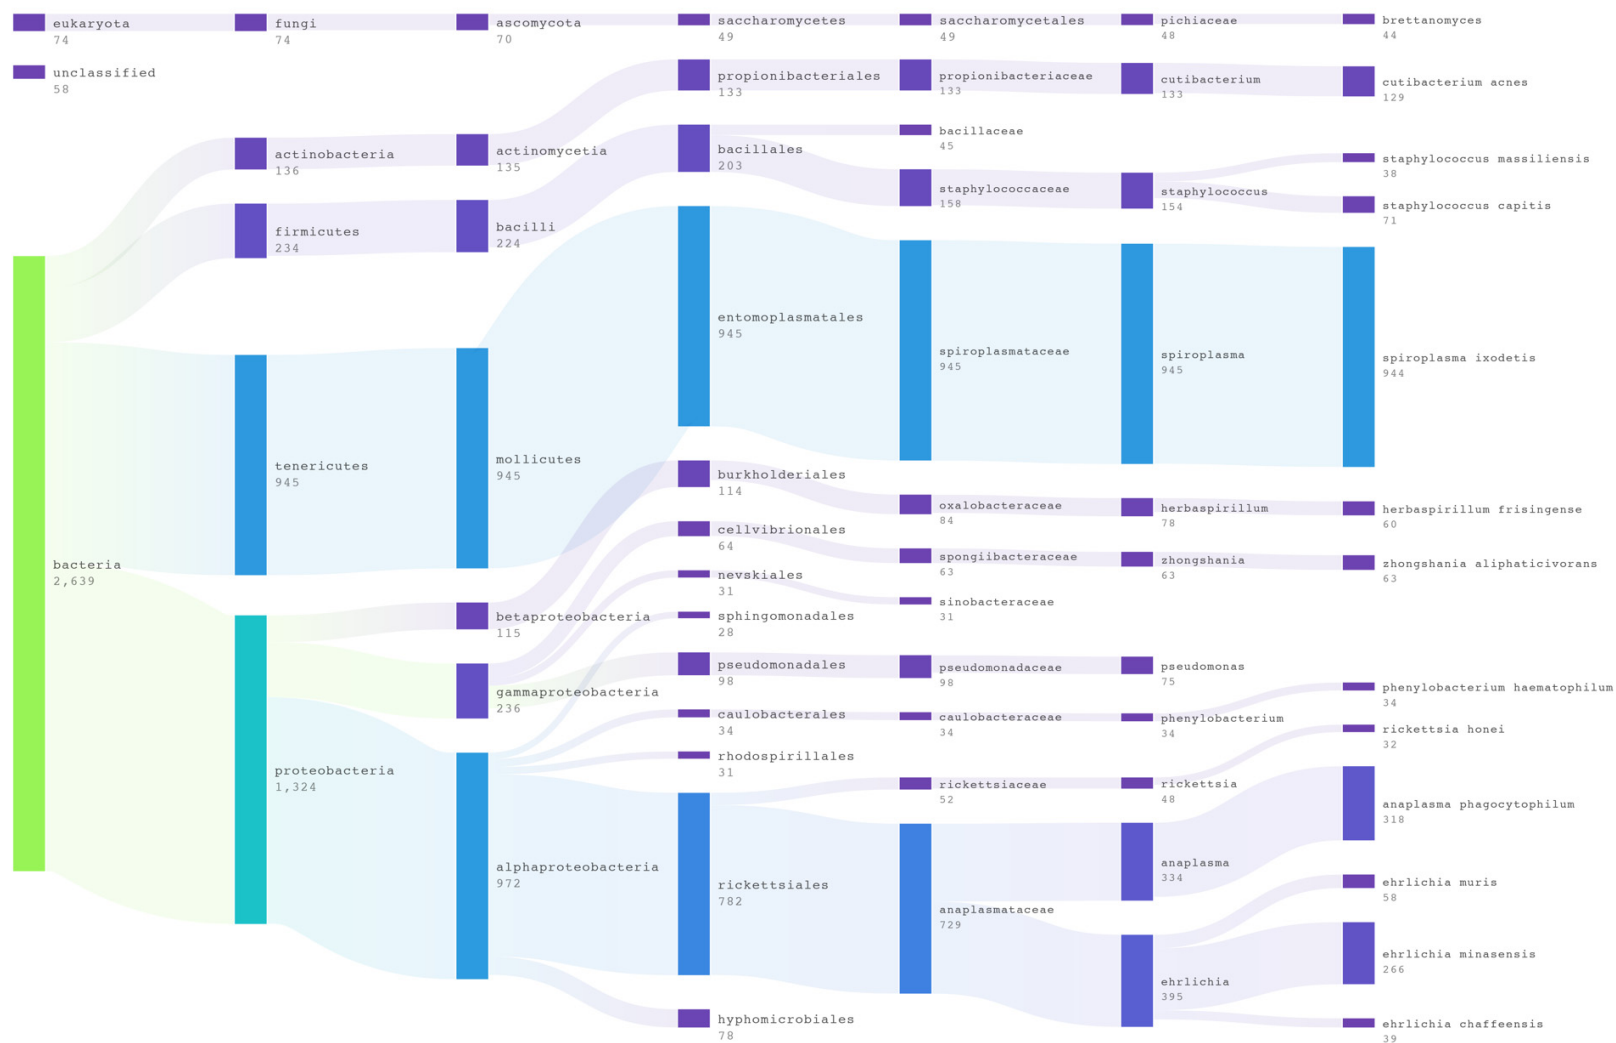 eukaryota
74
unclassified
58
bacteria
2,639
fungi
74
actinobacteria
136
firmicutes
234
tenericutes
945
proteobacteria
1,324
ascomycota
70
actinomycetia
135
bacilli
224
mollicutes
945
betaproteobacteria
115
gammaproteobacteria
236
alphaproteobacteria
972
saccharomycetes
49
propionibacteriales
133
bacillales
203
entomoplasmatales
945
burkholderiales
114
cellvibrionales
64
nevskiales
31
sphingomonadales
28
pseudomonadales
98
caulobacterales
34
rhodospirillales
31
rickettsiales
782
hyphomicrobiales
78
saccharomycetales
49
propionibacteriaceae
133
bacillaceae
45
staphylococcaceae
158
spiroplasmataceae
945
oxalobacteraceae
84
spongiibacteraceae
63
sinobacteraceae
31
pseudomonadaceae
98
caulobacteraceae
34
rickettsiaceae
52
anaplasmataceae
729
pichiaceae
48
cutibacterium
133
staphylococcus
154
spiroplasma
945
herbaspirillum
78
zhongshania
63
pseudomonas
75
phenylobacterium
34
rickettsia
48
anaplasma
334
ehrlichia
395
brettanomyces
44
cutibacterium acnes
129
staphylococcus massiliensis
38
staphylococcus capitis
71
spiroplasma ixodetis
944
herbaspirillum frisingense
60
zhongshania aliphaticivorans
63
phenylobacterium haematophilum
34
rickettsia honei
32
anaplasma phagocytophilum
318
ehrlichia muris
58
ehrlichia minasensis
266
ehrlichia chaffeensis
39